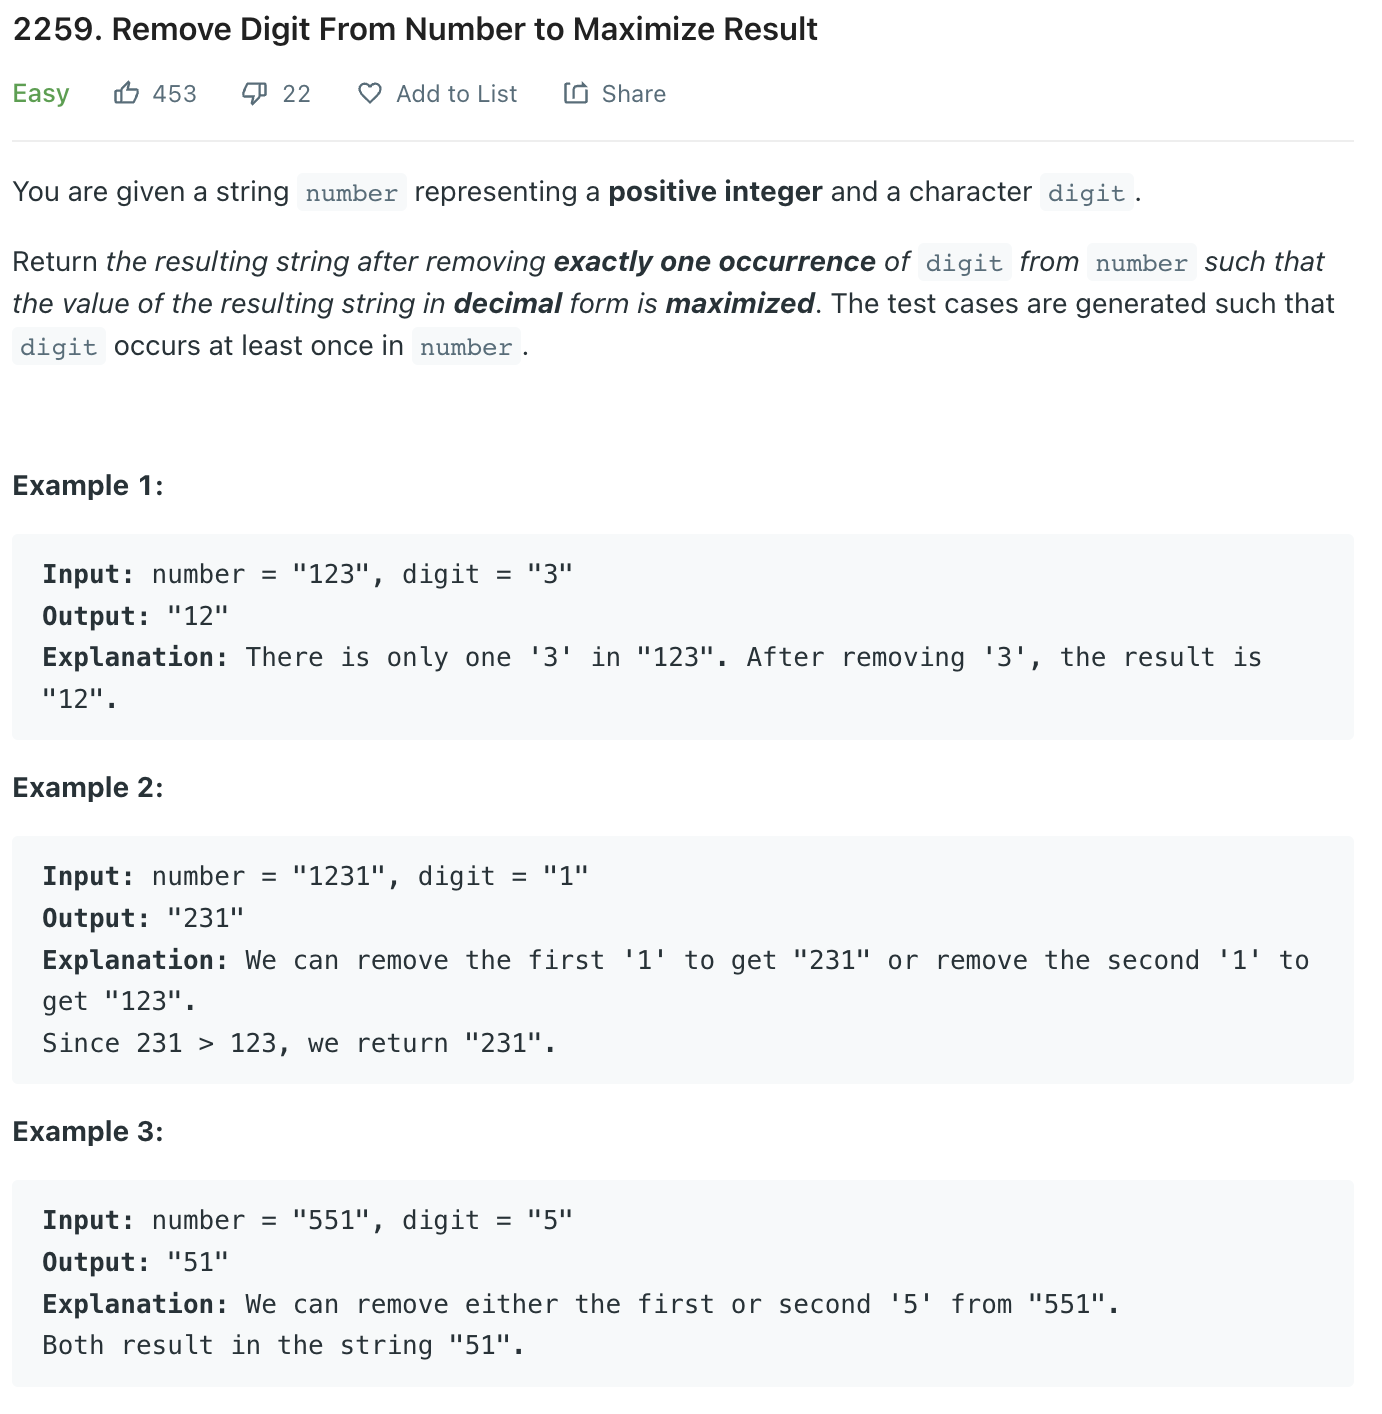 2259. Remove Digit From Number to Maximize Result
Easy 453 22 Add to List Share
You are given a string number representing a positive integer and a character digit.
Return the resulting string after removing exactly one occurrence of digit from number such that
the value of the resulting string in decimal form is maximized. The test cases are generated such that
digit occurs at least once in number.
Example 1:
Input: number = "123", digit = "3"
Output: "12"
Explanation: There is only one '3' in "123". After removing '3', the result is
"12".
Example 2:
Input: number = "1231", digit = "1"
Output: "231"
Explanation: We can remove the first '1' to get "231" or remove the second '1' to
get "123".
Since 231 > 123, we return "231".
Example 3:
Input: number = "551", digit = "5"
Output: "51"
Explanation: We can remove either the first or second '5' from "551".
Both result in the string "51".